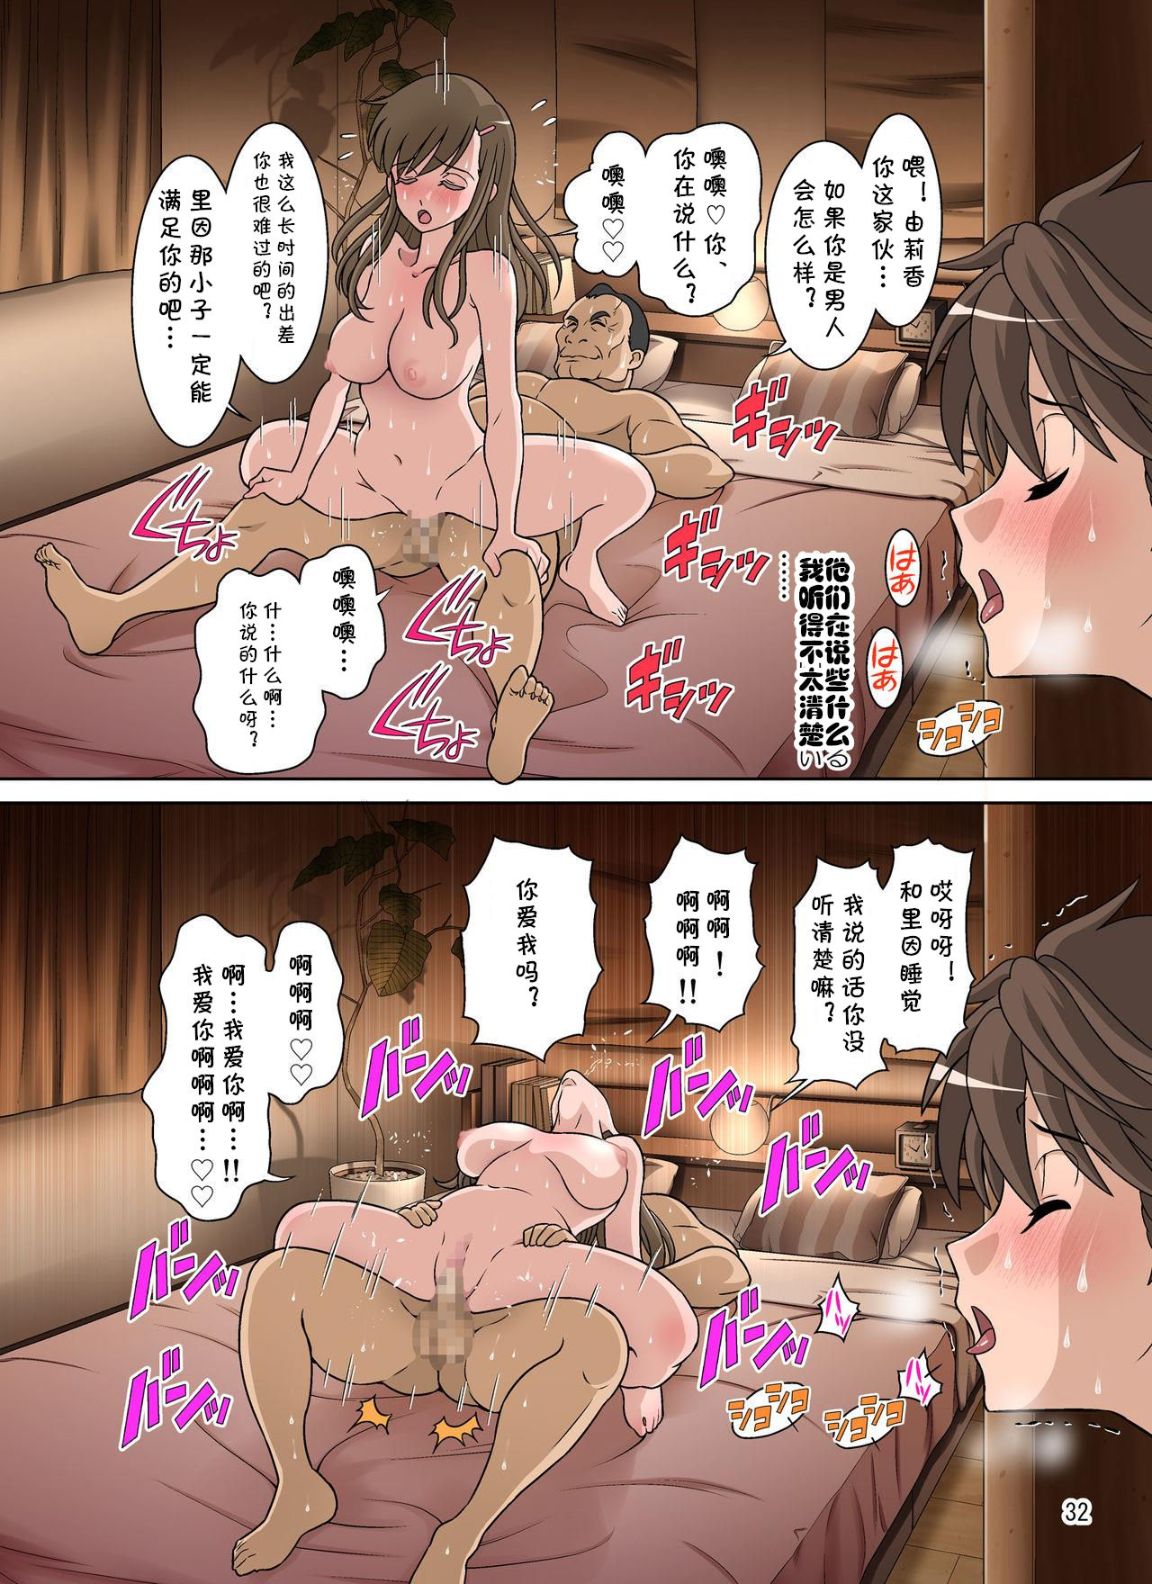 喂！由莉香
你这家伙…
如果你是男人
会怎么样？
噢噢♡你、
你在说什么？
噢噢♡♡
我这么长时间的出差
你也很难过的吧？
里因那小子一定能
满足你的吧…
噢噢噢…
什…什么啊…
你说的什么呀？
他们在说些什么
我听得不太清楚
……
いる
はあ
はあ
シコシコ
ギシッ
ギシッ
ギシッ
ぐちょ
ぐちょ
ぐちょ
哎呀呀！
和里因睡觉
我说的话你没
听清楚嘛？
啊啊！
啊啊啊!!
你爱我吗？
啊啊啊♡♡
啊…我爱你啊…!!
我爱你啊啊啊…♡♡
バンッ
バンッ
バンッ
バンッ
バンッ
バンッ
ハッ
ハッ
シコシコ
シコシコ
32